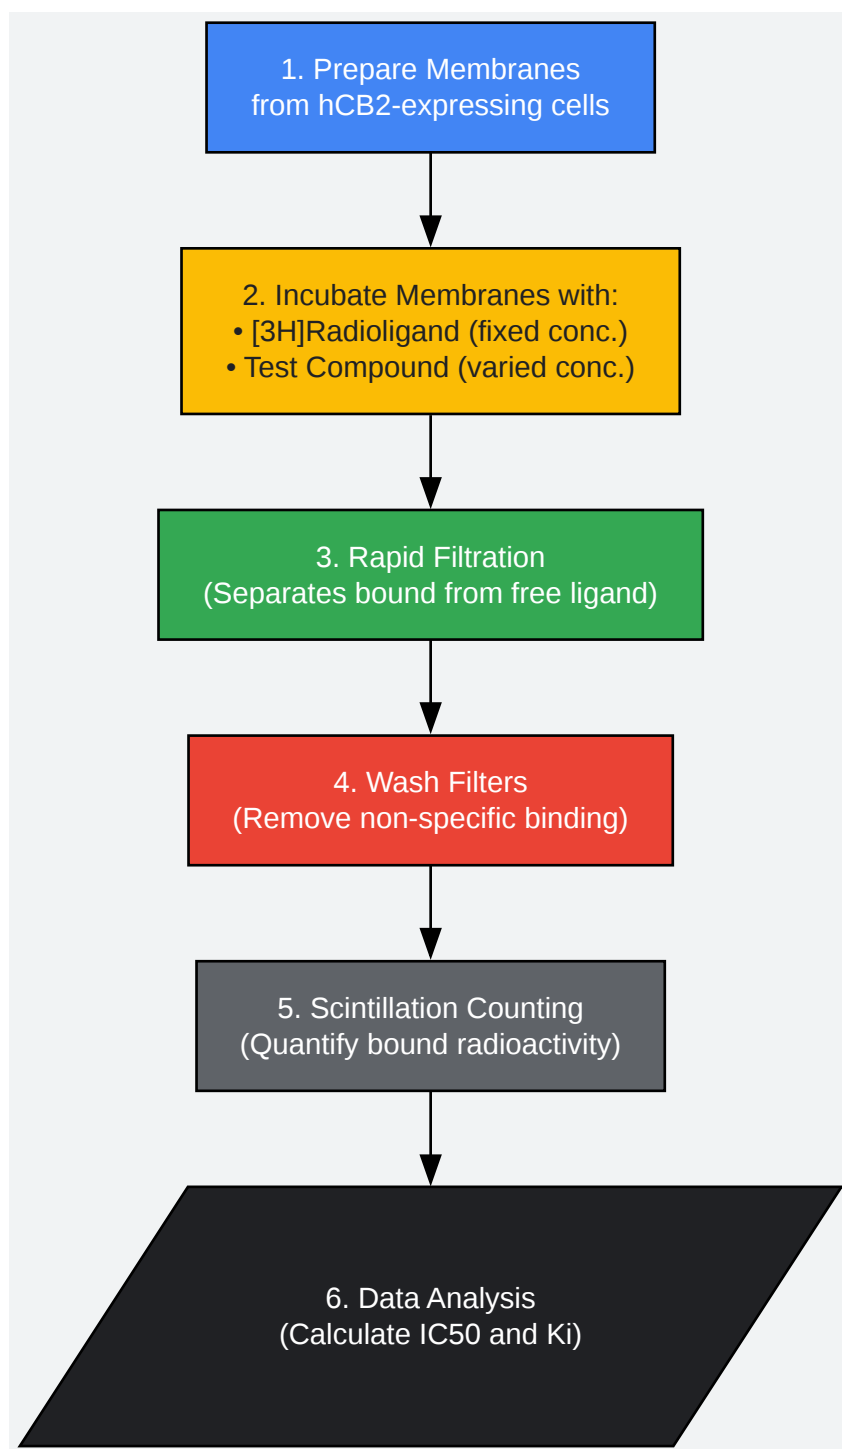 1. Prepare Membranes
from hCB2-expressing cells
2. Incubate Membranes with:
• [3H]Radioligand (fixed conc.)
• Test Compound (varied conc.)
3. Rapid Filtration
(Separates bound from free ligand)
4. Wash Filters
(Remove non-specific binding)
5. Scintillation Counting
(Quantify bound radioactivity)
6. Data Analysis
(Calculate IC50 and Ki)